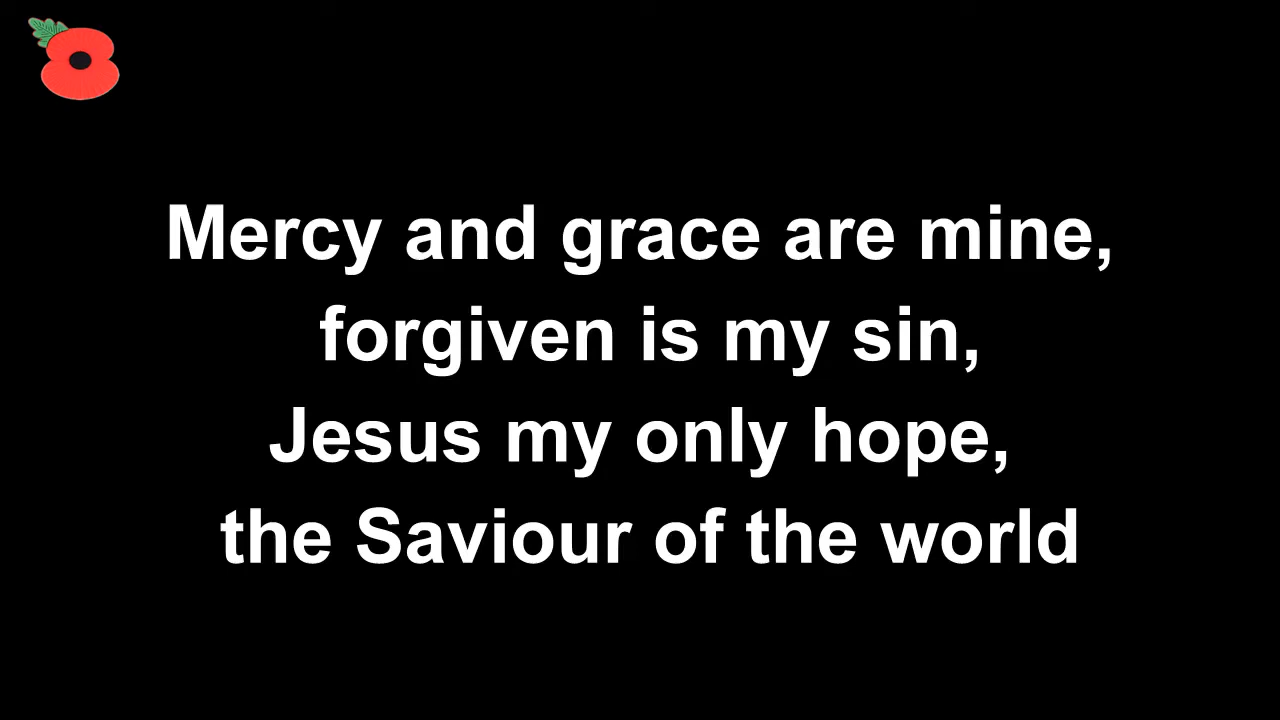 Mercy and grace are mine,
forgiven is my sin,
Jesus my only hope,
the Saviour of the world